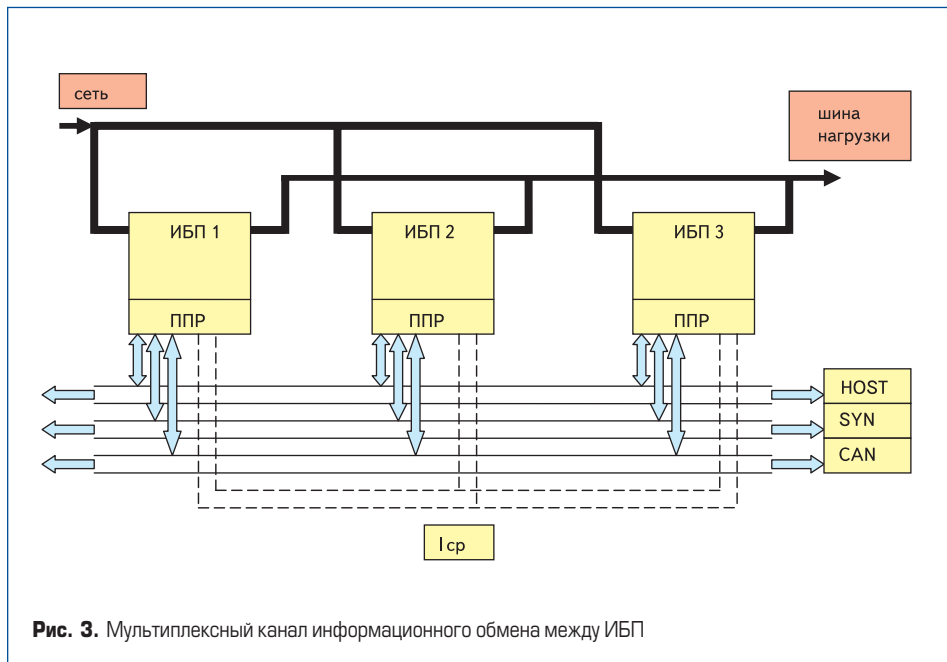 сеть
шина
нагрузки
ИБП 1
ИБП 2
ИБП 3
ППР
ППР
ППР
HOST
SYN
CAN
Iср
Рис. 3. Мультиплексный канал информационного обмена между ИБП